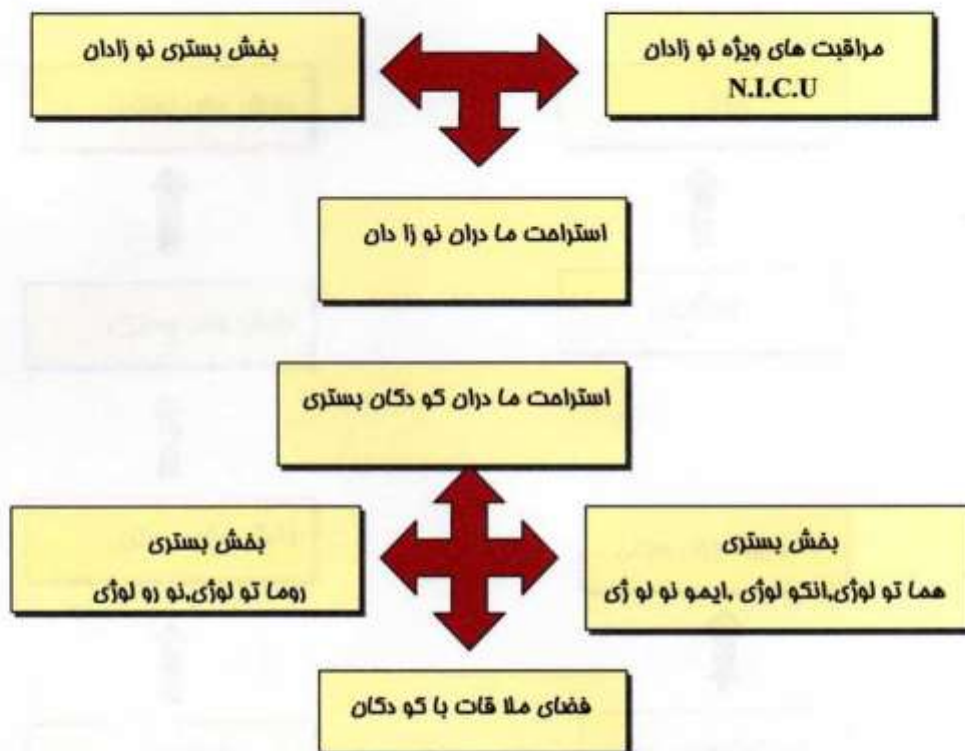 مراقبت های ویژه نو زادان
N.I.C.U
بخش بستری نو زادان
استراحت ما دران نو زا دان
استراحت ما دران کو دکان بستری
بخش بستری
هما تو لوژی,انکو لوژی ,ایمو نو لو ژی
بخش بستری
روما تو لوژی,نو رو لوژی
فضای ملا قات با کو دکان